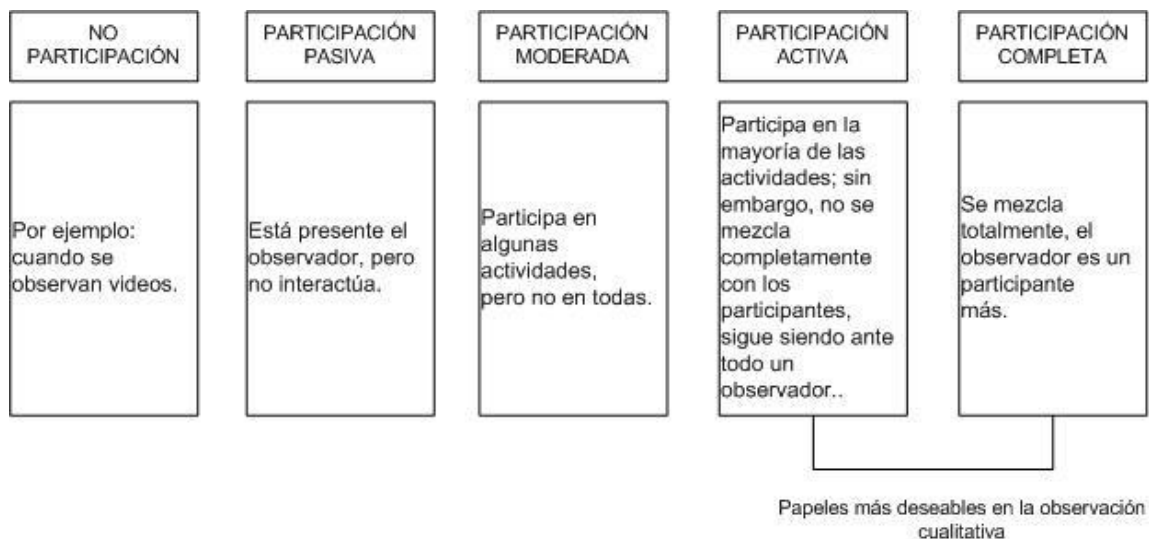 NO
PARTICIPACIÓN
PARTICIPACIÓN
PASIVA
PARTICIPACIÓN
MODERADA
PARTICIPACIÓN
ACTIVA
PARTICIPACIÓN
COMPLETA
Por ejemplo:
cuando se
observan videos.
Está presente el
observador, pero
no interactúa.
Participa en
algunas
actividades,
pero no en todas.
Participa en la
mayoría de las
actividades; sin
embargo, no se
mezcla
completamente
con los
participantes,
sigue siendo ante
todo un
observador..
Se mezcla
totalmente, el
observador es un
participante
más.
Papeles más deseables en la observación
cualitativa